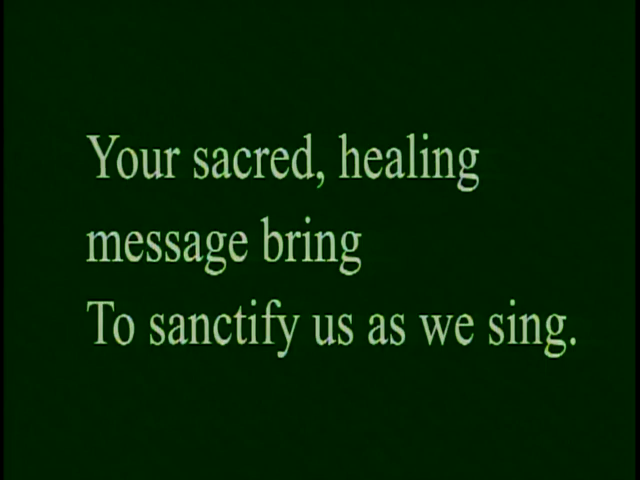 Your sacred, healing
message bring
To sanctify us as we sing.